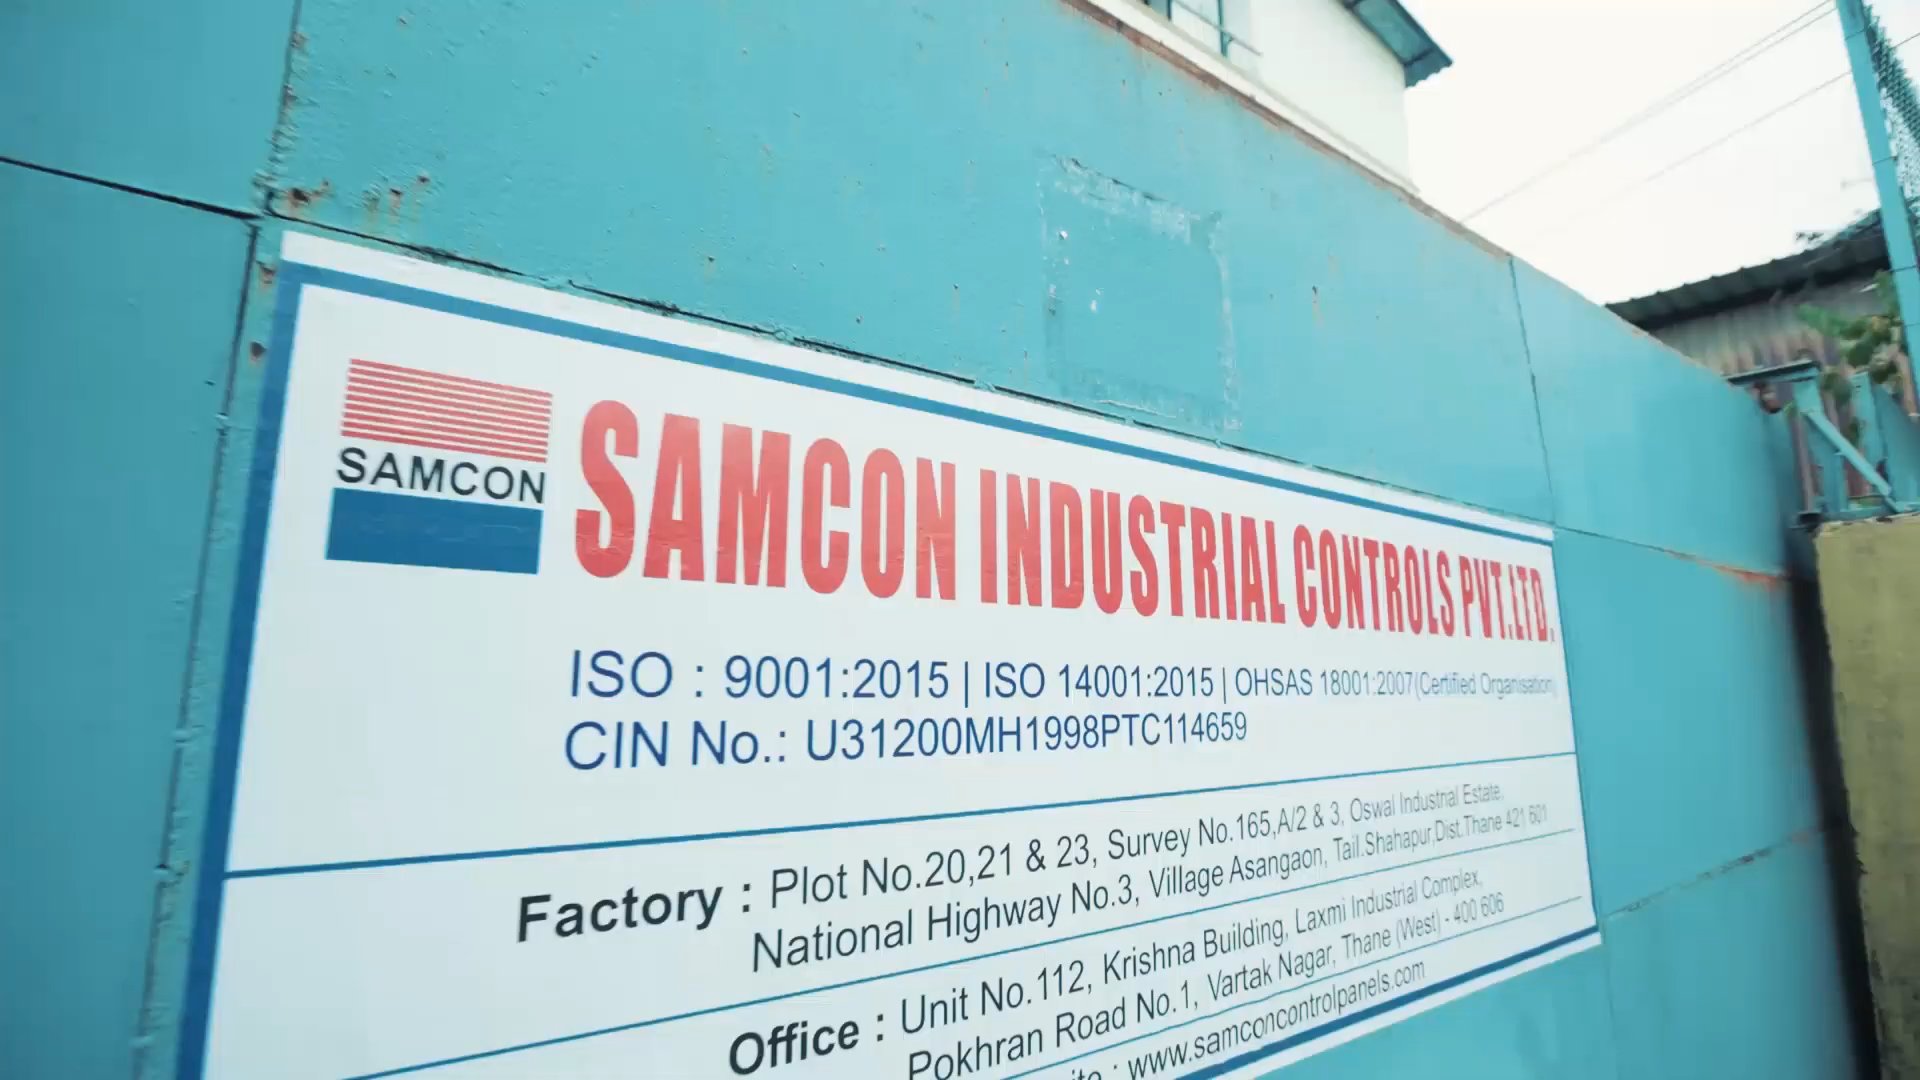 SAMCON
SAMCON INDUSTRIAL CONTROLS PVT.LTD.
ISO : 9001:2015 | ISO 14001:2015 | OHSAS 18001:2007(Certified Organisation)
CIN No.: U31200MH1998PTC114659
Factory : Plot No.20,21 & 23, Survey No.165,A/2 & 3, Oswal Industrial Estate,
National Highway No.3, Village Asangaon, Tail.Shahapur,Dist.Thane 421 601
Office : Unit No.112, Krishna Building, Laxmi Industrial Complex,
Pokhran Road No.1, Vartak Nagar, Thane (West) - 400 606
: www.samconcontrolpanels.com